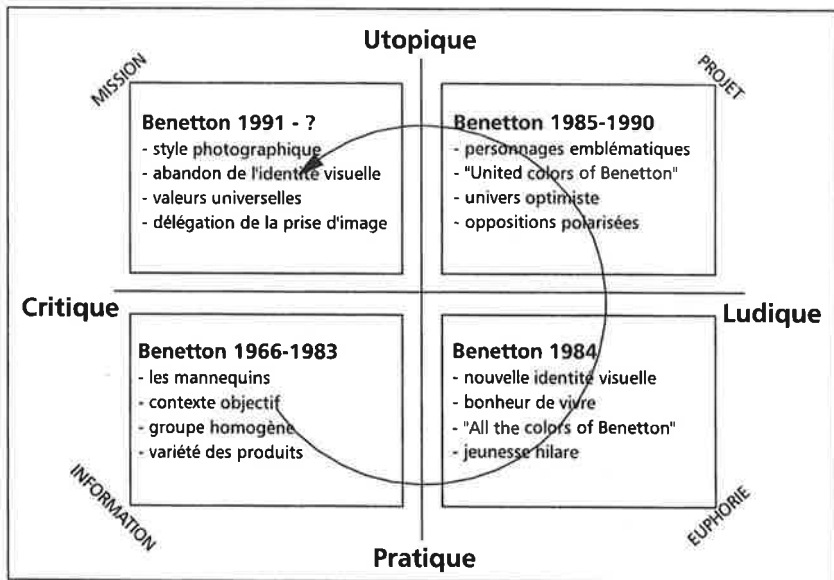 Utopique
MISSION
PROJET
Benetton 1991 - ?
- style photographique
- abandon de l'identité visuelle
- valeurs universelles
- délégation de la prise d'image
Benetton 1985-1990
- personnages emblématiques
- "United colors of Benetton"
- univers optimiste
- oppositions polarisées
Critique
Ludique
Benetton 1966-1983
- les mannequins
- contexte objectif
- groupe homogène
- variété des produits
Benetton 1984
- nouvelle identité visuelle
- bonheur de vivre
- "All the colors of Benetton"
- jeunesse hilare
INFORMATION
EUPHORIE
Pratique